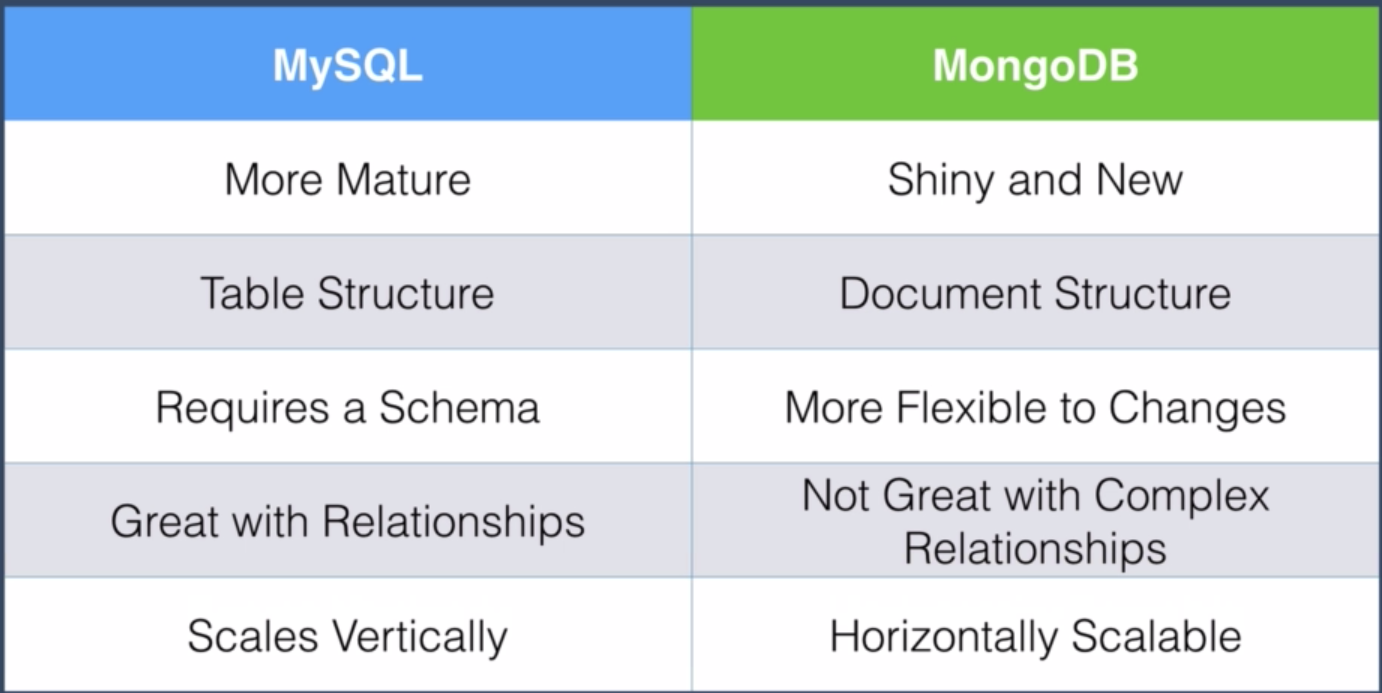 MySQL
MongoDB
More Mature
Shiny and New
Table Structure
Document Structure
Requires a Schema
More Flexible to Changes
Great with Relationships
Not Great with Complex
Relationships
Scales Vertically
Horizontally Scalable